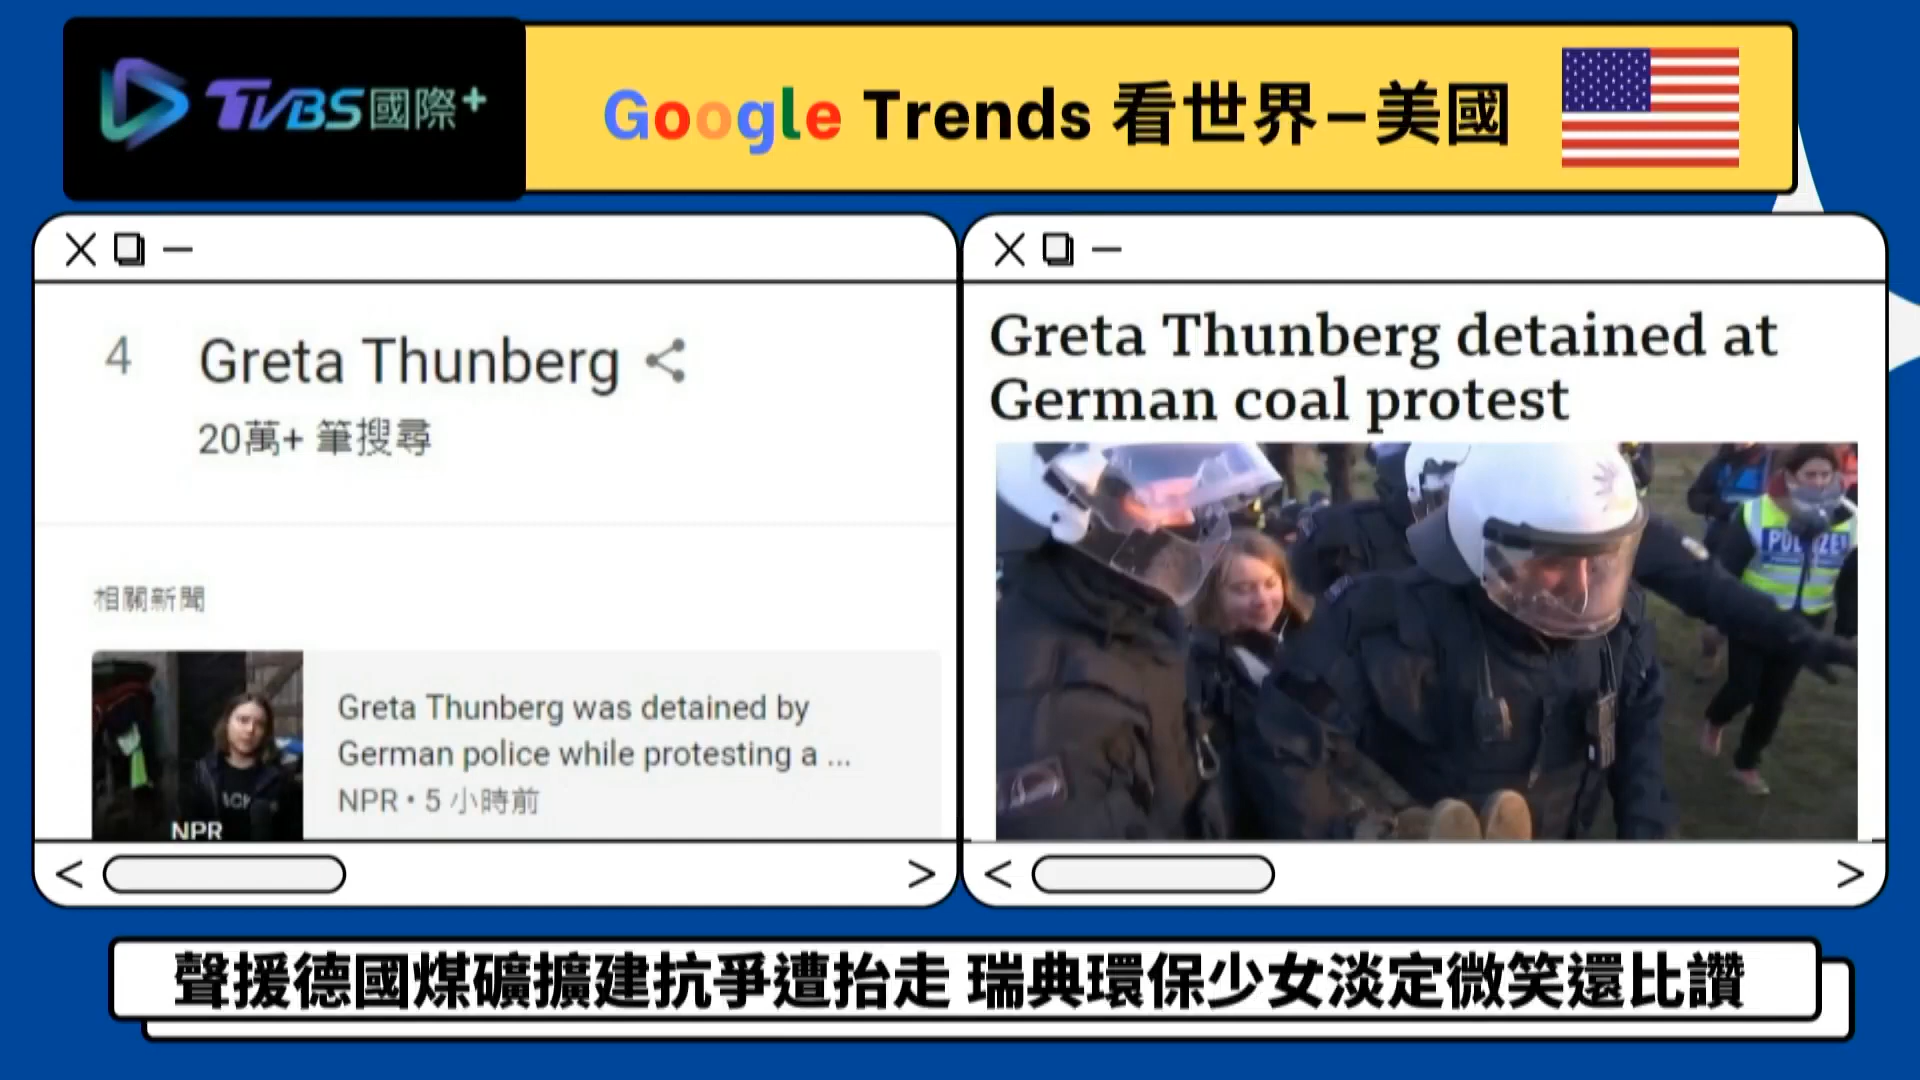 TVBS國際+
Google Trends 看世界–美國
4
Greta Thunberg
20萬+ 筆搜尋
相關新聞
Greta Thunberg was detained by
German police while protesting a ...
NPR • 5 小時前
NPR
Greta Thunberg detained at
German coal protest
POLIZEI
聲援德國煤礦擴建抗爭遭抬走 瑞典環保少女淡定微笑還比讚